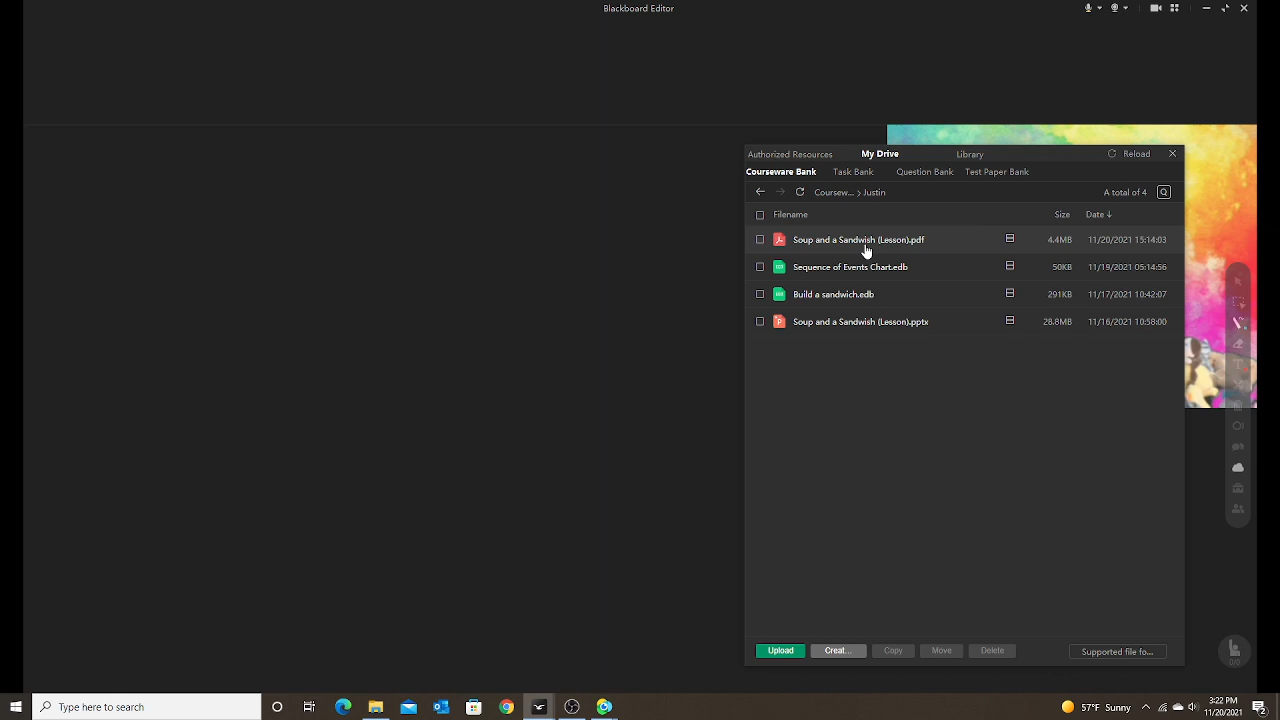 Blackboard Editor
Authorized Resources My Drive Library Reload
Courseware Bank Task Bank Question Bank Test Paper Bank
Coursew... > Justin A total of 4
Filename Size Date
Soup and a Sandwish (Lesson).pdf 4.4MB 11/20/2021 15:14:03
Sequence of Events Chart.edb 50KB 11/19/2021 05:14:56
Build a sandwich.edb 291KB 11/17/2021 10:42:07
Soup and a Sandwish (Lesson).pptx 28.8MB 11/16/2021 10:58:00
0/0
Upload Creat... Copy Move Delete Supported file fo...
Type here to search 57°F Sunny 3:22 PM
11/20/2021